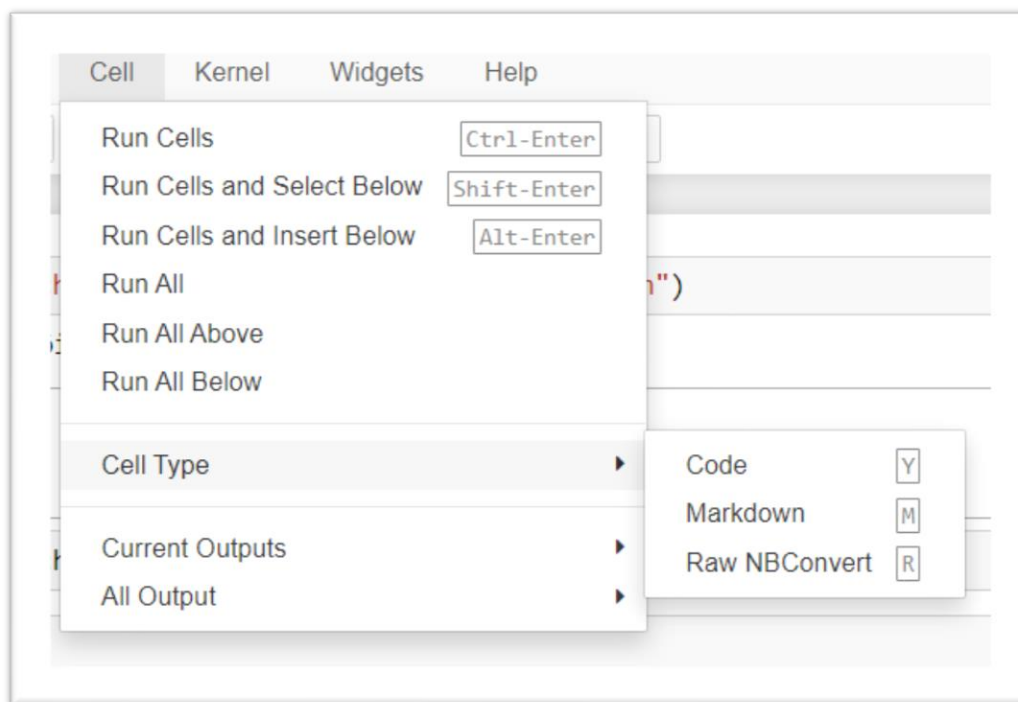 Cell Kernel Widgets Help
Run Cells Ctrl-Enter
Run Cells and Select Below Shift-Enter
Run Cells and Insert Below Alt-Enter
Run All
")
Run All Above
Run All Below
Cell Type
Code Y
Markdown M
Raw NBConvert R
Current Outputs
All Output